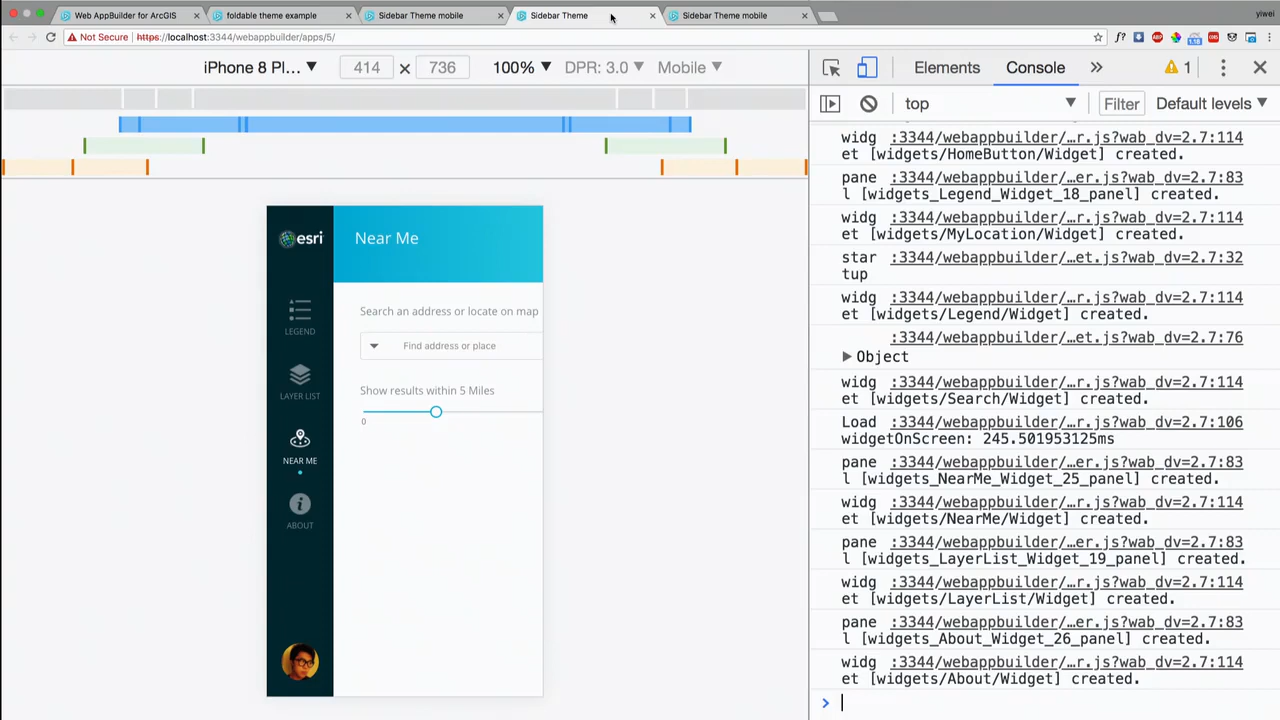 Web AppBuilder for ArcGIS
foldable theme example
Sidebar Theme mobile
Sidebar Theme
Sidebar Theme mobile
yiwei
Not Secure https://localhost:3344/webappbuilder/apps/5/
iPhone 8 Pl… 414 × 736 100% DPR: 3.0 Mobile
Elements Console 1
top Filter Default levels
esri
Near Me
Search an address or locate on map
Find address or place
Show results within 5 Miles
0
LEGEND
LAYER LIST
NEAR ME
ABOUT
widg :3344/webappbuilder/…r.js?wab_dv=2.7:114
et [widgets/HomeButton/Widget] created.
pane :3344/webappbuilder/…er.js?wab_dv=2.7:83
l [widgets_Legend_Widget_18_panel] created.
widg :3344/webappbuilder/…r.js?wab_dv=2.7:114
et [widgets/MyLocation/Widget] created.
star :3344/webappbuilder/…et.js?wab_dv=2.7:32
tup
widg :3344/webappbuilder/…r.js?wab_dv=2.7:114
et [widgets/Legend/Widget] created.
:3344/webappbuilder/…et.js?wab_dv=2.7:76
Object
widg :3344/webappbuilder/…r.js?wab_dv=2.7:114
et [widgets/Search/Widget] created.
Load :3344/webappbuilder/…r.js?wab_dv=2.7:106
widgetOnScreen: 245.501953125ms
pane :3344/webappbuilder/…er.js?wab_dv=2.7:83
l [widgets_NearMe_Widget_25_panel] created.
widg :3344/webappbuilder/…r.js?wab_dv=2.7:114
et [widgets/NearMe/Widget] created.
pane :3344/webappbuilder/…er.js?wab_dv=2.7:83
l [widgets_LayerList_Widget_19_panel] created.
widg :3344/webappbuilder/…r.js?wab_dv=2.7:114
et [widgets/LayerList/Widget] created.
pane :3344/webappbuilder/…er.js?wab_dv=2.7:83
l [widgets_About_Widget_26_panel] created.
widg :3344/webappbuilder/…r.js?wab_dv=2.7:114
et [widgets/About/Widget] created.